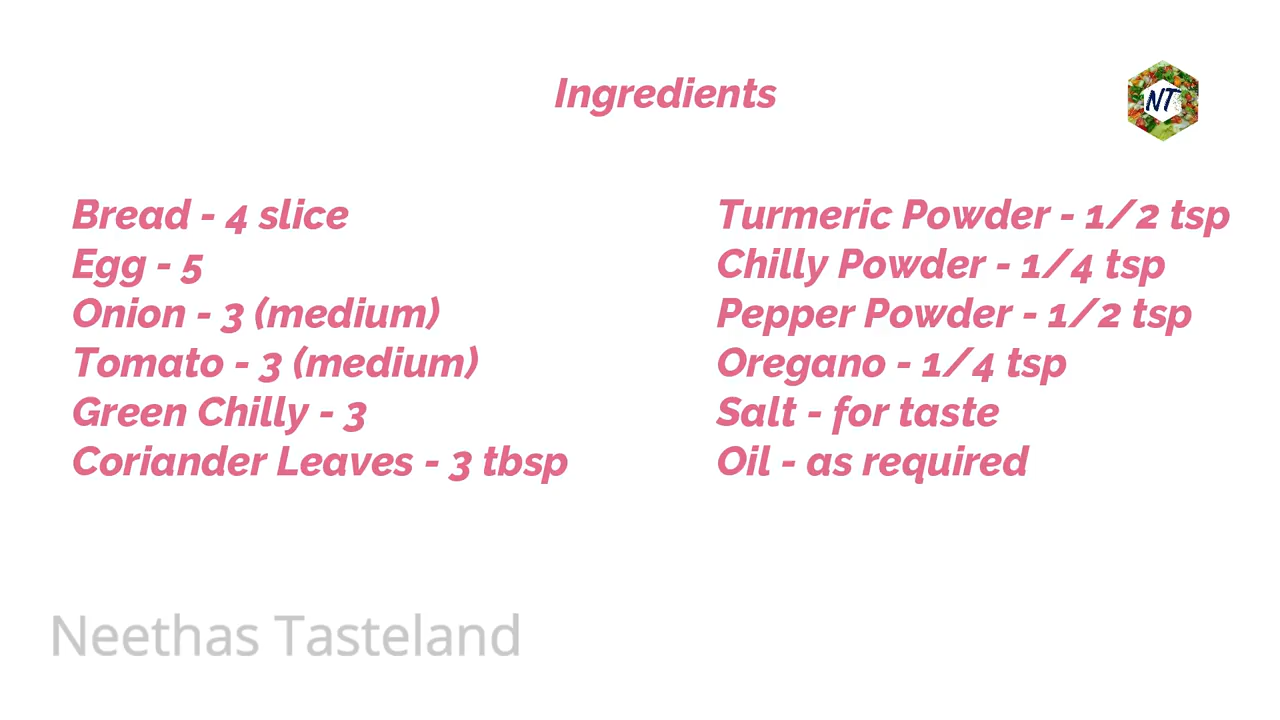 Ingredients
NT
Bread - 4 slice
Egg - 5
Onion - 3 (medium)
Tomato - 3 (medium)
Green Chilly - 3
Coriander Leaves - 3 tbsp
Turmeric Powder - 1/2 tsp
Chilly Powder - 1/4 tsp
Pepper Powder - 1/2 tsp
Oregano - 1/4 tsp
Salt - for taste
Oil - as required
Neethas Tasteland